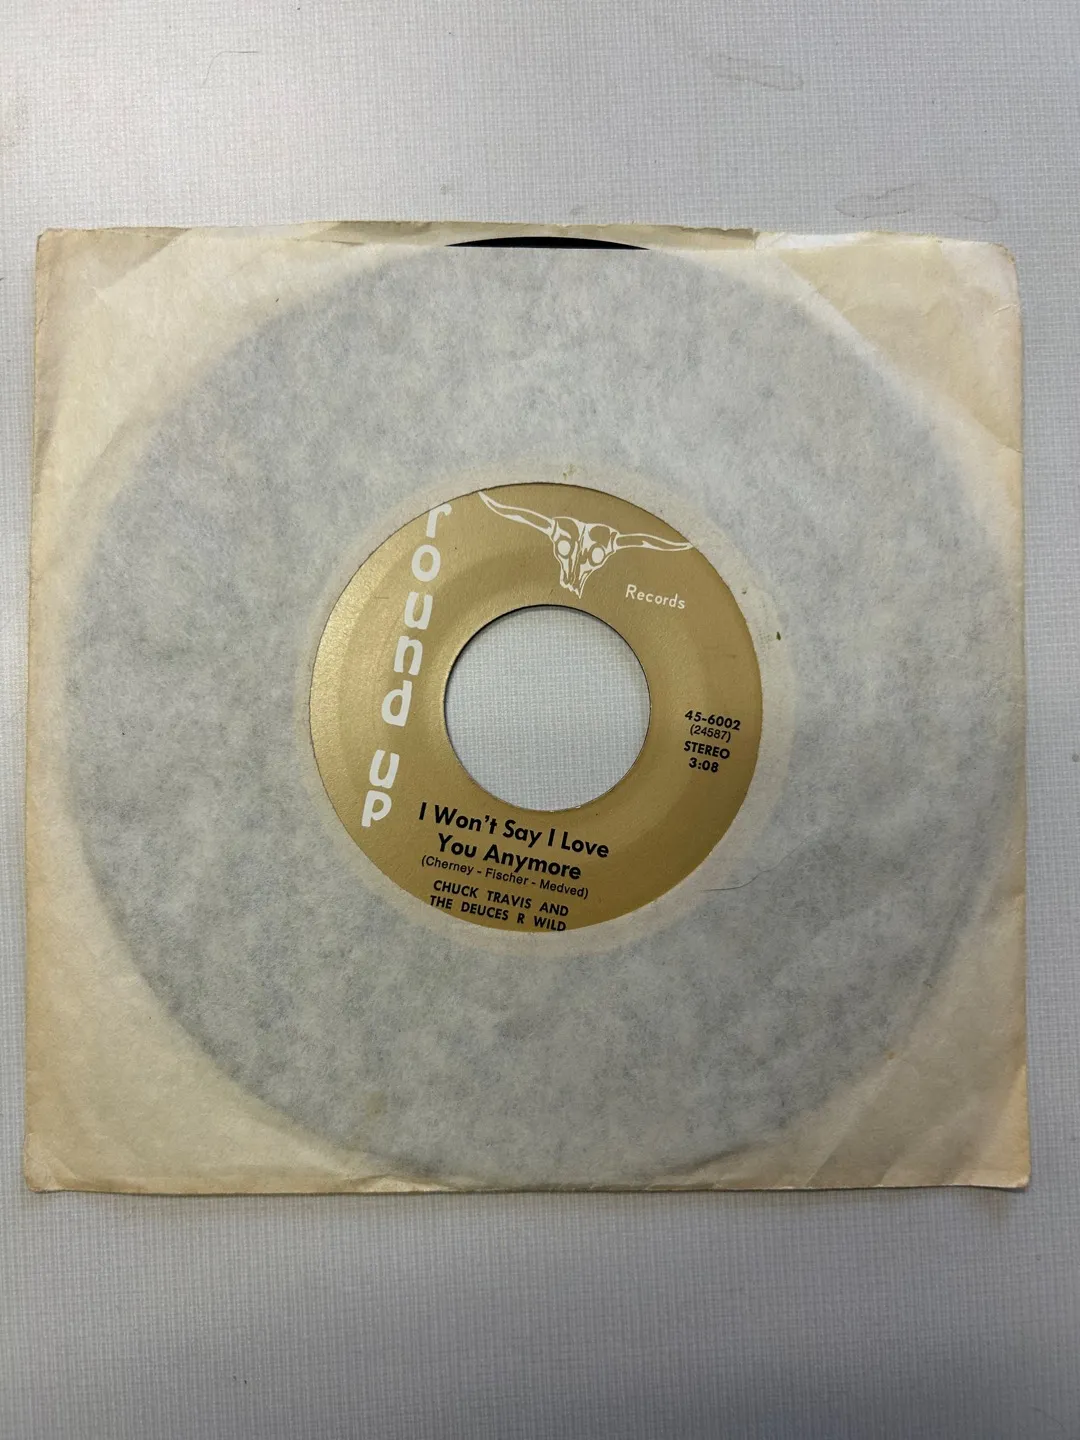 round up
Records
45-6002
(24587)
STEREO
3:08
I Won't Say I Love
You Anymore
(Cherney - Fischer - Medved)
CHUCK TRAVIS AND
THE DEUCES R WILD